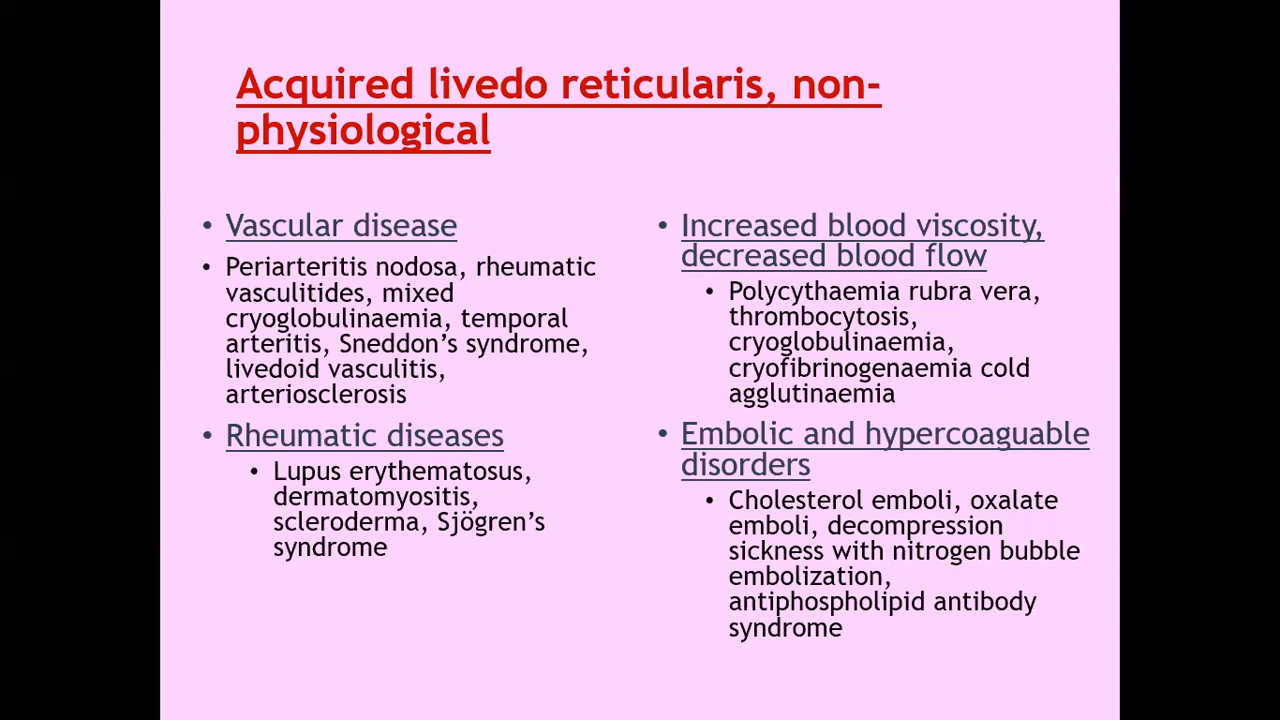 Acquired livedo reticularis, non-
physiological
• Vascular disease
• Periarteritis nodosa, rheumatic
vasculitides, mixed
cryoglobulinaemia, temporal
arteritis, Sneddon’s syndrome,
livedoid vasculitis,
arteriosclerosis
• Rheumatic diseases
• Lupus erythematosus,
dermatomyositis,
scleroderma, Sjögren’s
syndrome
• Increased blood viscosity,
decreased blood flow
• Polycythaemia rubra vera,
thrombocytosis,
cryoglobulinaemia,
cryofibrinogenaemia cold
agglutinaemia
• Embolic and hypercoaguable
disorders
• Cholesterol emboli, oxalate
emboli, decompression
sickness with nitrogen bubble
embolization,
antiphospholipid antibody
syndrome